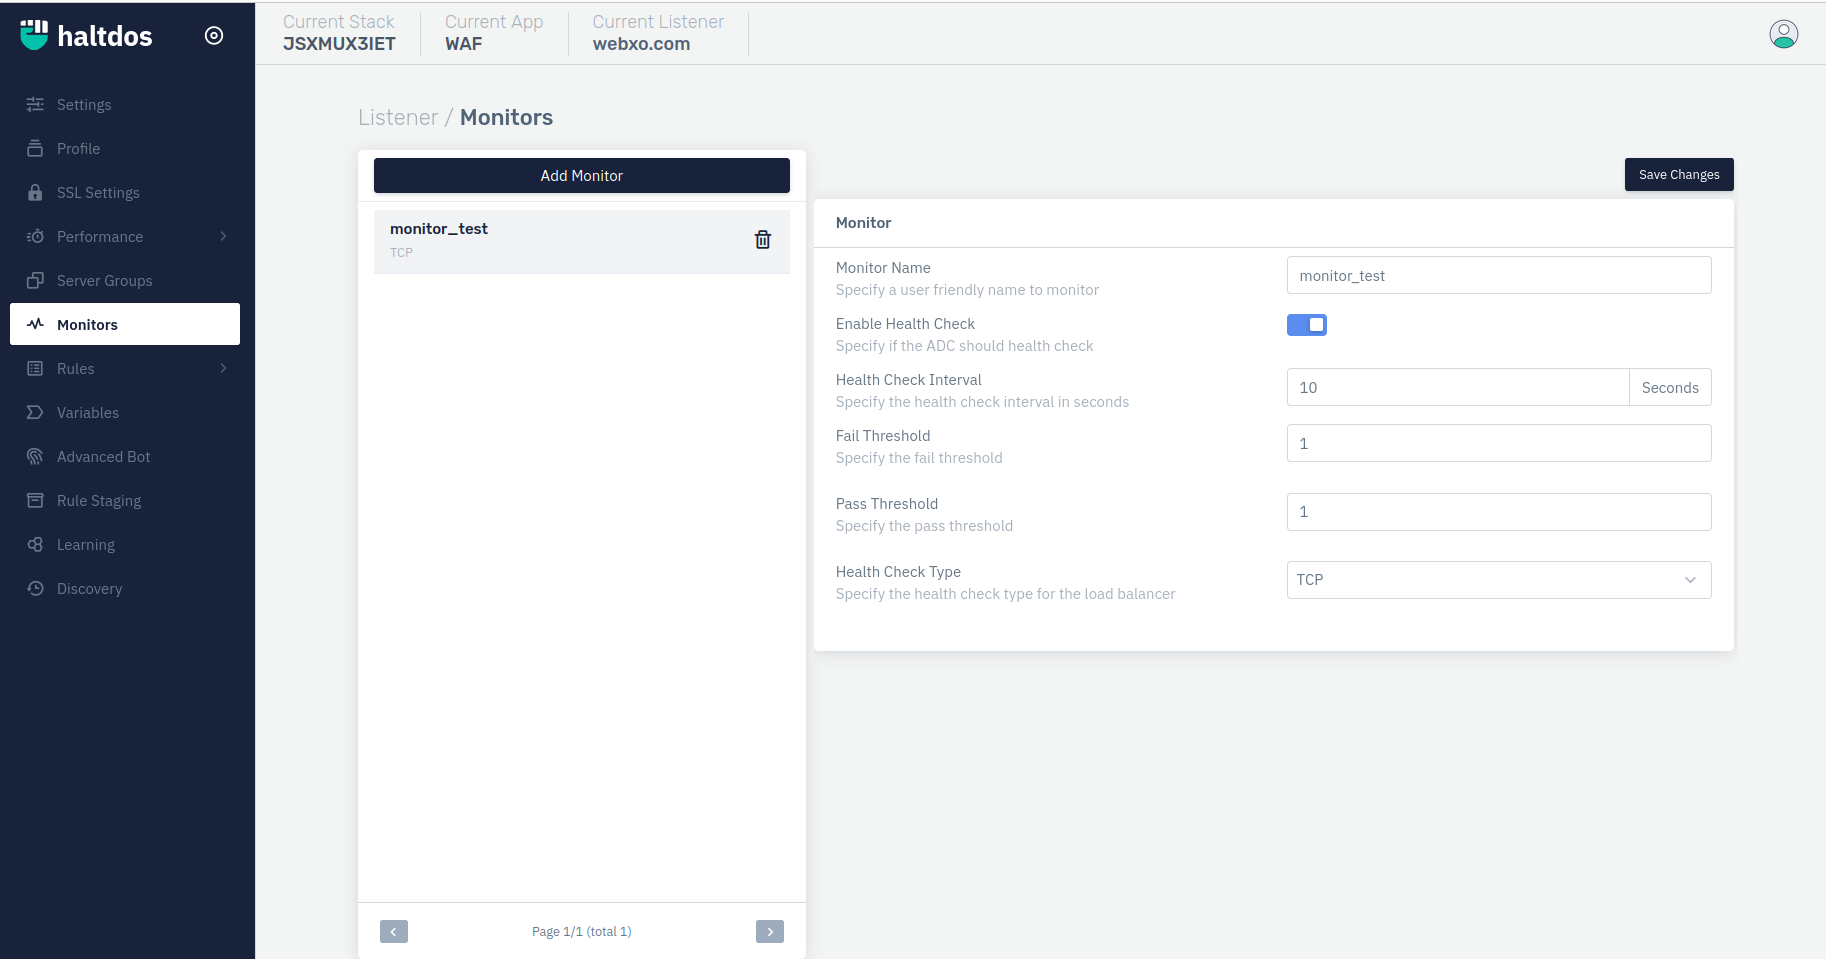 haltdos
Current Stack
JSXMUX3IET
Current App
WAF
Current Listener
webxo.com
Settings
Profile
SSL Settings
Performance
Server Groups
Monitors
Rules
Variables
Advanced Bot
Rule Staging
Learning
Discovery
Listener / Monitors
Add Monitor
monitor_test
TCP
Page 1/1 (total 1)
Save Changes
Monitor
Monitor Name
Specify a user friendly name to monitor
monitor_test
Enable Health Check
Specify if the ADC should health check
Health Check Interval
Specify the health check interval in seconds
10 Seconds
Fail Threshold
Specify the fail threshold
1
Pass Threshold
Specify the pass threshold
1
Health Check Type
Specify the health check type for the load balancer
TCP